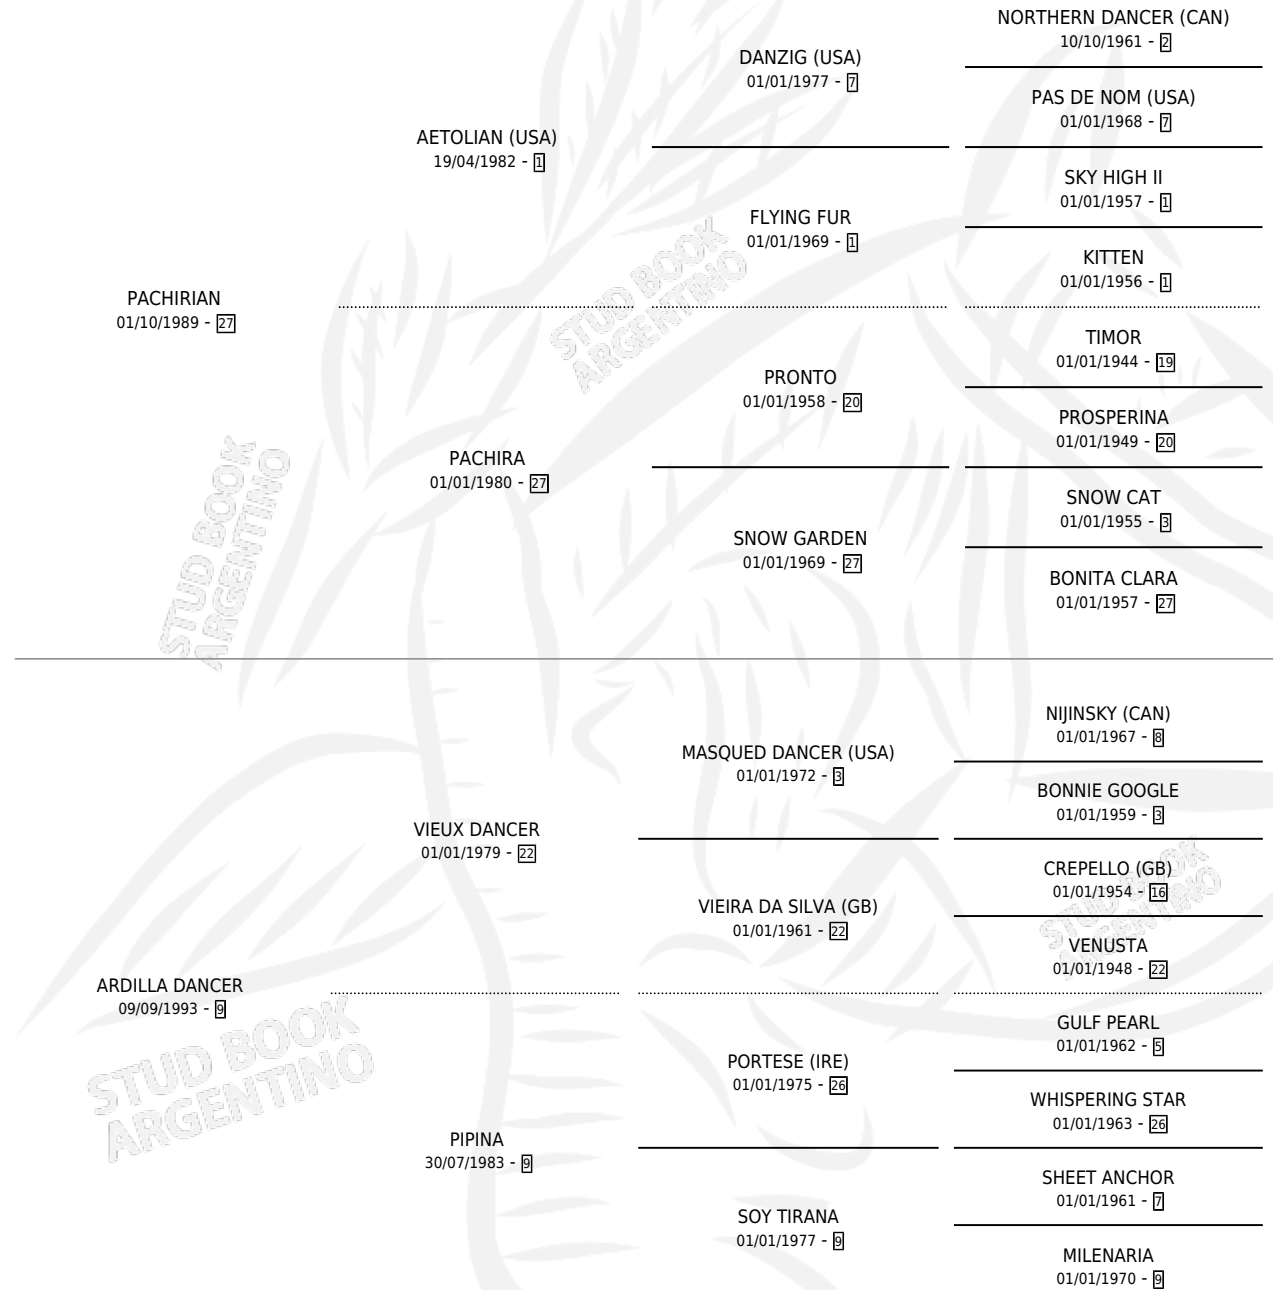 NORTHERN DANCER (CAN)
10/10/1961 - 2
DANZIG (USA)
01/01/1977 - 7
PAS DE NOM (USA)
01/01/1968 - 7
AETOLIAN (USA)
19/04/1982 - 1
SKY HIGH II
01/01/1957 - 1
FLYING FUR
01/01/1969 - 1
KITTEN
01/01/1956 - 1
PACHIRIAN
01/10/1989 - 27
TIMOR
01/01/1944 - 19
PRONTO
01/01/1958 - 20
PROSPERINA
01/01/1949 - 20
PACHIRA
01/01/1980 - 27
SNOW CAT
01/01/1955 - 3
SNOW GARDEN
01/01/1969 - 27
BONITA CLARA
01/01/1957 - 27
NIJINSKY (CAN)
01/01/1967 - 8
MASQUED DANCER (USA)
01/01/1972 - 3
BONNIE GOOGLE
01/01/1959 - 3
VIEUX DANCER
01/01/1979 - 22
CREPELLO (GB)
01/01/1954 - 16
VIEIRA DA SILVA (GB)
01/01/1961 - 22
VENUSTA
01/01/1948 - 22
ARDILLA DANCER
09/09/1993 - 9
GULF PEARL
01/01/1962 - 5
PORTESE (IRE)
01/01/1975 - 26
WHISPERING STAR
01/01/1963 - 26
PIPINA
30/07/1983 - 9
SHEET ANCHOR
01/01/1961 - 7
SOY TIRANA
01/01/1977 - 9
MILENARIA
01/01/1970 - 9
STUD BOOK
ARGENTINO
STUD BOOK
ARGENTINO
STUD BOOK
ARGENTINO
STUD BOOK
ARGENTINO